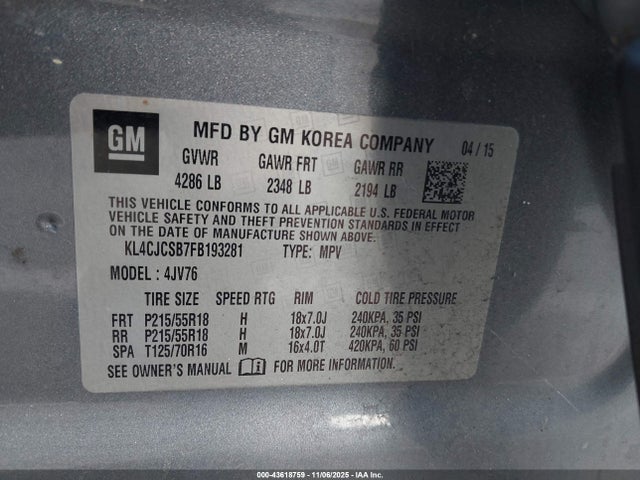 GM
MFD BY GM KOREA COMPANY 04 / 15
GVWR GAWR FRT GAWR RR
4286 LB 2348 LB 2194 LB
THIS VEHICLE CONFORMS TO ALL APPLICABLE U.S. FEDERAL MOTOR
VEHICLE SAFETY AND THEFT PREVENTION STANDARDS IN EFFECT
ON THE DATE OF MANUFACTURE SHOWN ABOVE.
KL4CJCSB7FB193281 TYPE: MPV
MODEL : 4JV76
TIRE SIZE SPEED RTG RIM COLD TIRE PRESSURE
FRT P215/55R18 H 18x7.0J 240KPA, 35 PSI
RR P215/55R18 H 18x7.0J 240KPA, 35 PSI
SPA T125/70R16 M 16x4.0T 420KPA, 60 PSI
SEE OWNER'S MANUAL FOR MORE INFORMATION.
000-43618759 - 11/06/2025 - IAA Inc.